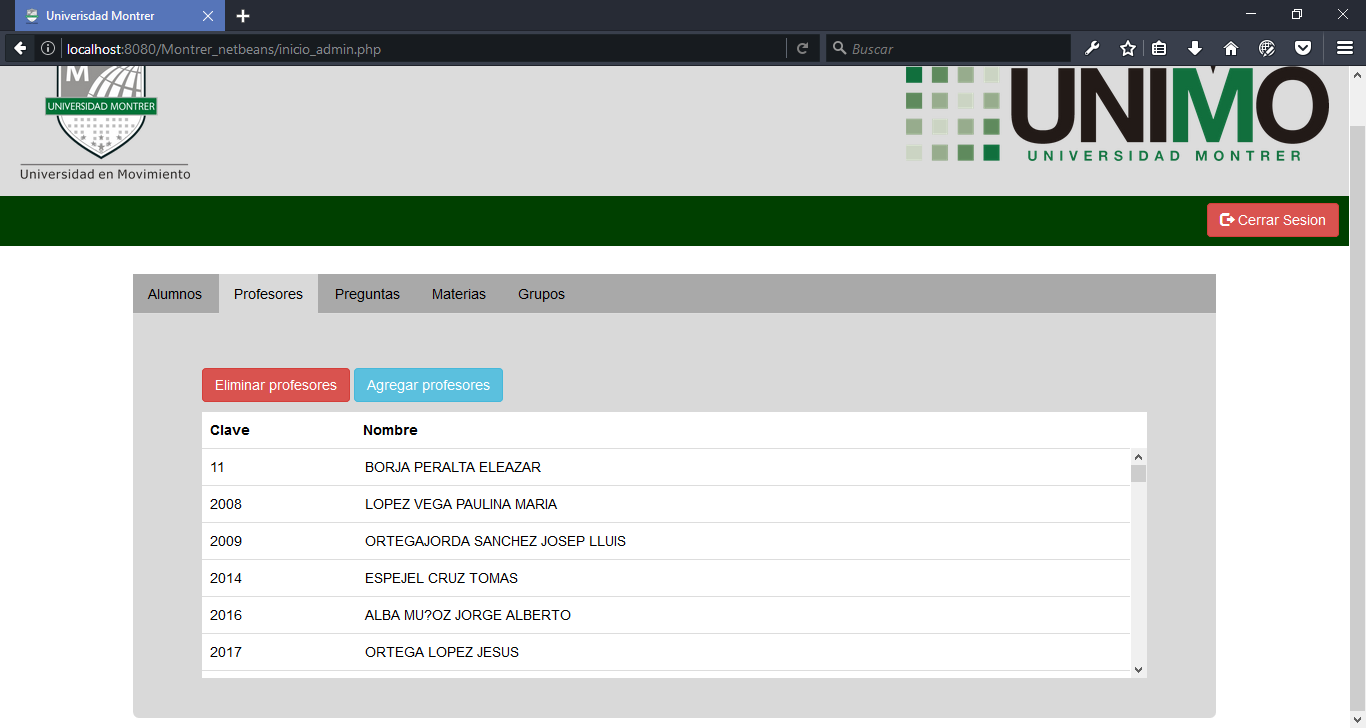 Univerisdad Montrer
localhost:8080/Montrer_netbeans/inicio_admin.php
Buscar
M
UNIVERSIDAD MONTRER
Universidad en Movimiento
UNIMO
UNIVERSIDAD MONTRER
Cerrar Sesion
Alumnos Profesores Preguntas Materias Grupos
Eliminar profesores Agregar profesores
Clave Nombre
11 BORJA PERALTA ELEAZAR
2008 LOPEZ VEGA PAULINA MARIA
2009 ORTEGAJORDA SANCHEZ JOSEP LLUIS
2014 ESPEJEL CRUZ TOMAS
2016 ALBA MU?OZ JORGE ALBERTO
2017 ORTEGA LOPEZ JESUS